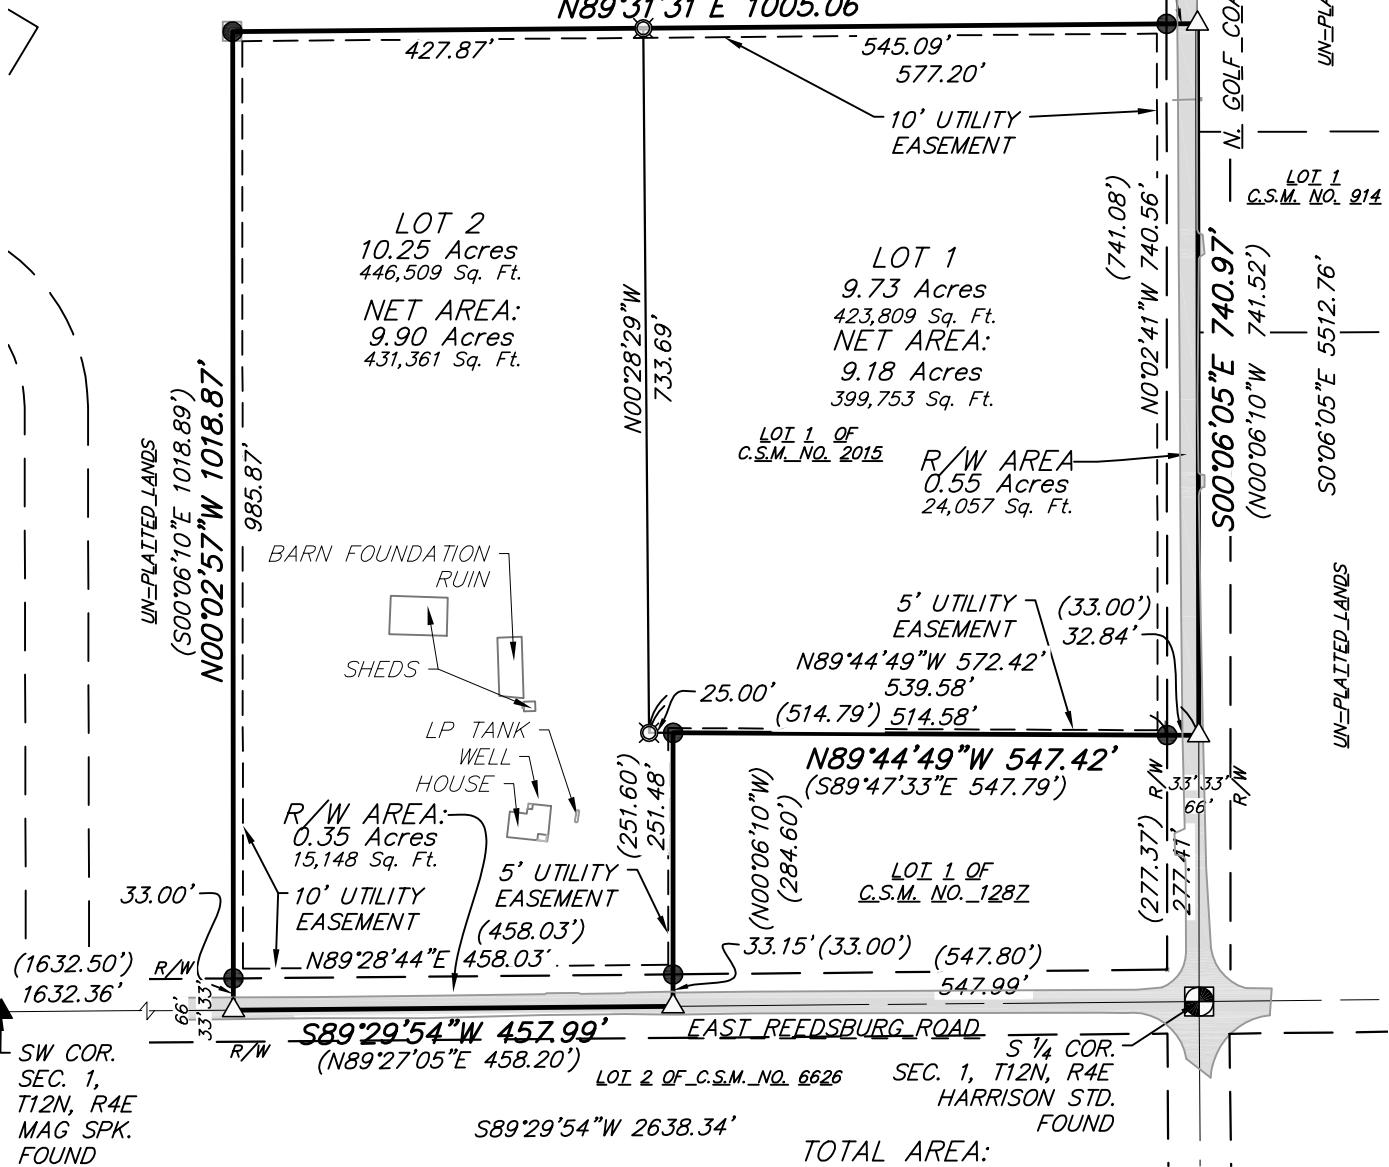 N89°31'31"E 1005.06'
427.87'
545.09'
577.20'
10' UTILITY
EASEMENT
N. GOLF
LOT 1
C.S.M. NO. 914
LOT 2
10.25 Acres
446,509 Sq. Ft.
NET AREA:
9.90 Acres
431,361 Sq. Ft.
LOT 1
9.73 Acres
423,809 Sq. Ft.
NET AREA:
9.18 Acres
399,753 Sq. Ft.
LOT 1 OF
C.S.M. NO. 2015
R/W AREA
0.55 Acres
24,057 Sq. Ft.
N00°28'29"W
733.69'
(741.08')
N0°02'41"W 740.56'
S00°06'05"E 740.97'
(N00°06'10"W 741.52')
S0°06'05"E 5512.76'
UN-PLAITED LANDS
(S00°06'10"E 1018.89')
N00°02'57"W 1018.87'
985.87'
UN-PLAITED LANDS
BARN FOUNDATION
RUIN
SHEDS
LP TANK
WELL
HOUSE
5' UTILITY
EASEMENT
(33.00')
32.84'
N89°44'49"W 572.42'
539.58'
25.00'
(514.79') 514.58'
N89°44'49"W 547.42'
(S89°47'33"E 547.79')
R/W
33' 33'
66'
R/W
R/W AREA:
0.35 Acres
15,148 Sq. Ft.
(251.60')
251.48'
(N00°06'10"W)
(284.60')
(277.37')
277.41'
33.00'
10' UTILITY
EASEMENT
5' UTILITY
EASEMENT
LOT 1 OF
C.S.M. NO. 1287
(458.03')
N89°28'44"E 458.03'
33.15' (33.00')
(547.80')
547.99'
(1632.50')
1632.36'
R/W
66'
33' 33'
R/W
S89°29'54"W 457.99'
(N89°27'05"E 458.20')
EAST REEDSBURG ROAD
LOT 2 OF C.S.M. NO. 6626
SW COR.
SEC. 1,
T12N, R4E
MAG SPK.
FOUND
S 1/4 COR.
SEC. 1, T12N, R4E
HARRISON STD.
FOUND
S89°29'54"W 2638.34'
TOTAL AREA: